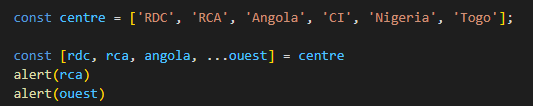 const centre = ['RDC', 'RCA', 'Angola', 'CI', 'Nigeria', 'Togo'];
const [rdc, rca, angola, ...ouest] = centre
alert(rca)
alert(ouest)